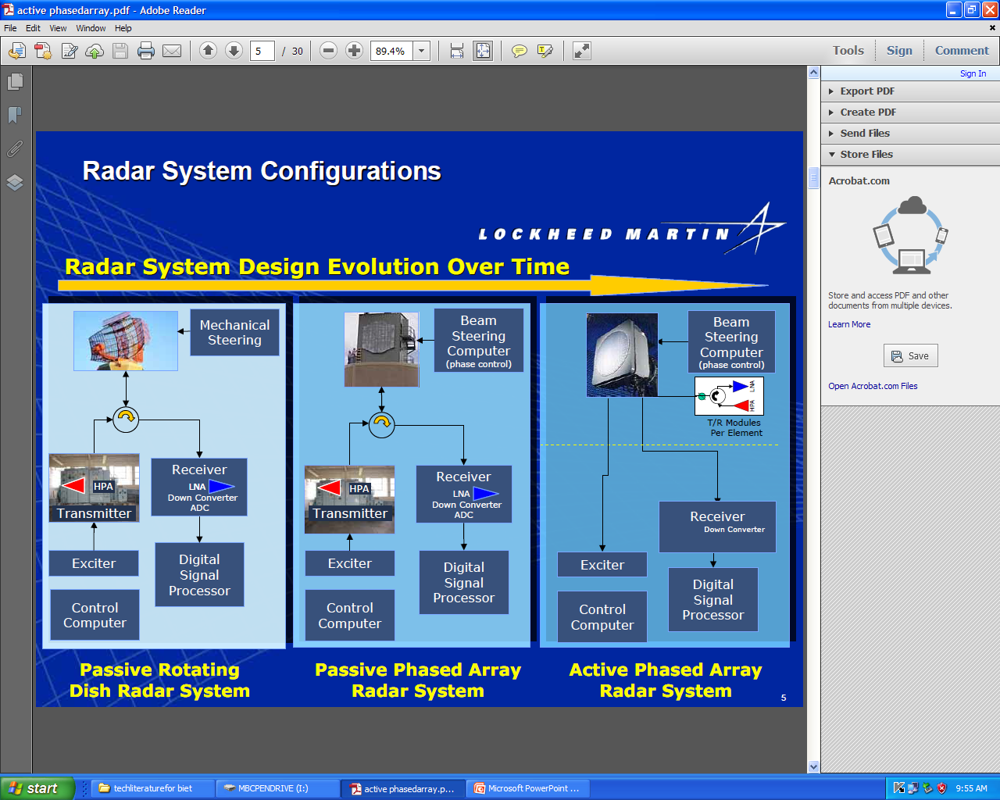 active phasedarray.pdf - Adobe Reader
File Edit View Window Help
5 / 30 89.4% Tools Sign Comment
Sign In
Export PDF
Create PDF
Send Files
Store Files
Acrobat.com
Store and access PDF and other
documents from multiple devices.
Learn More
Save
Open Acrobat.com Files
Radar System Configurations
LOCKHEED MARTIN
Radar System Design Evolution Over Time
Mechanical
Steering
HPA
Transmitter
Receiver
LNA
Down Converter
ADC
Exciter
Digital
Signal
Processor
Control
Computer
Passive Rotating
Dish Radar System
Beam
Steering
Computer
(phase control)
HPA
Transmitter
Receiver
LNA
Down Converter
ADC
Exciter
Digital
Signal
Processor
Control
Computer
Passive Phased Array
Radar System
Beam
Steering
Computer
(phase control)
LNA
HPA
T/R Modules
Per Element
Receiver
Down Converter
Exciter
Digital
Signal
Processor
Control
Computer
Active Phased Array
Radar System
5
start techliteraturefor biet MBCPENDRIVE (I:) active phasedarray.p... Microsoft PowerPoint ... 9:55 AM